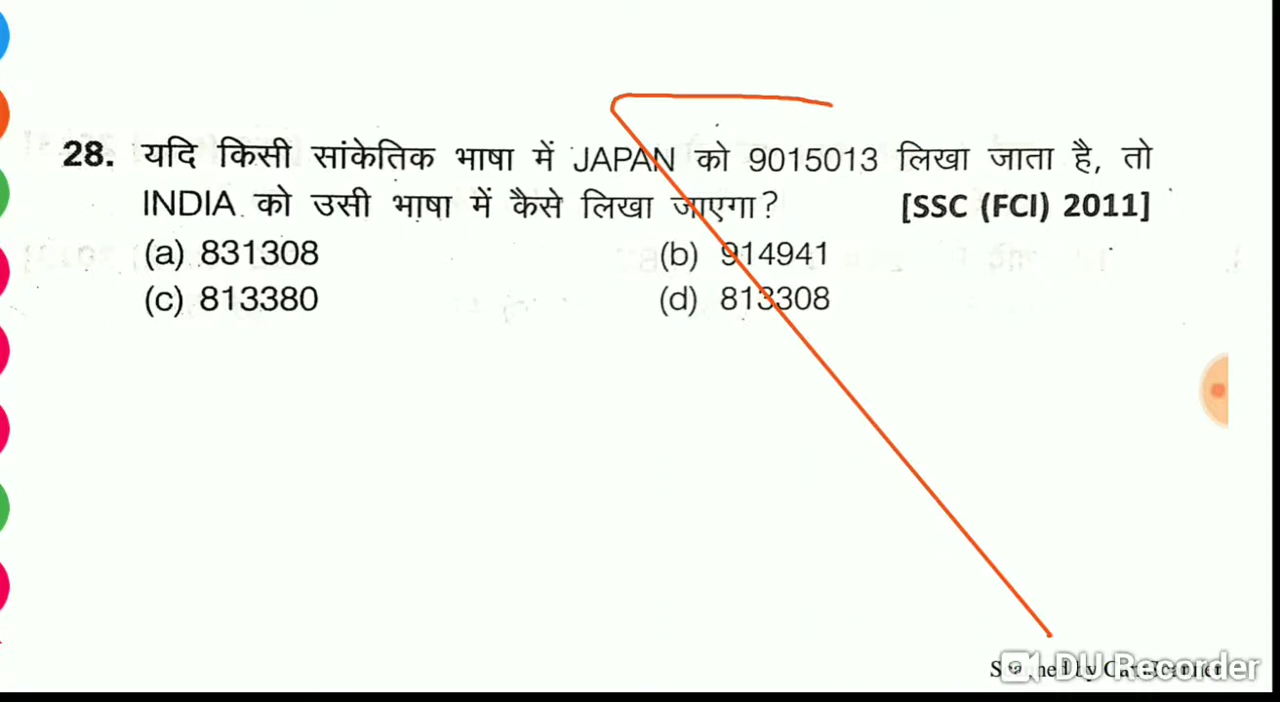 28. यदि किसी सांकेतिक भाषा में JAPAN को 9015013 लिखा जाता है, तो
INDIA को उसी भाषा में कैसे लिखा जाएगा? [SSC (FCI) 2011]
(a) 831308 (b) 914941
(c) 813380 (d) 813308
DU Recorder